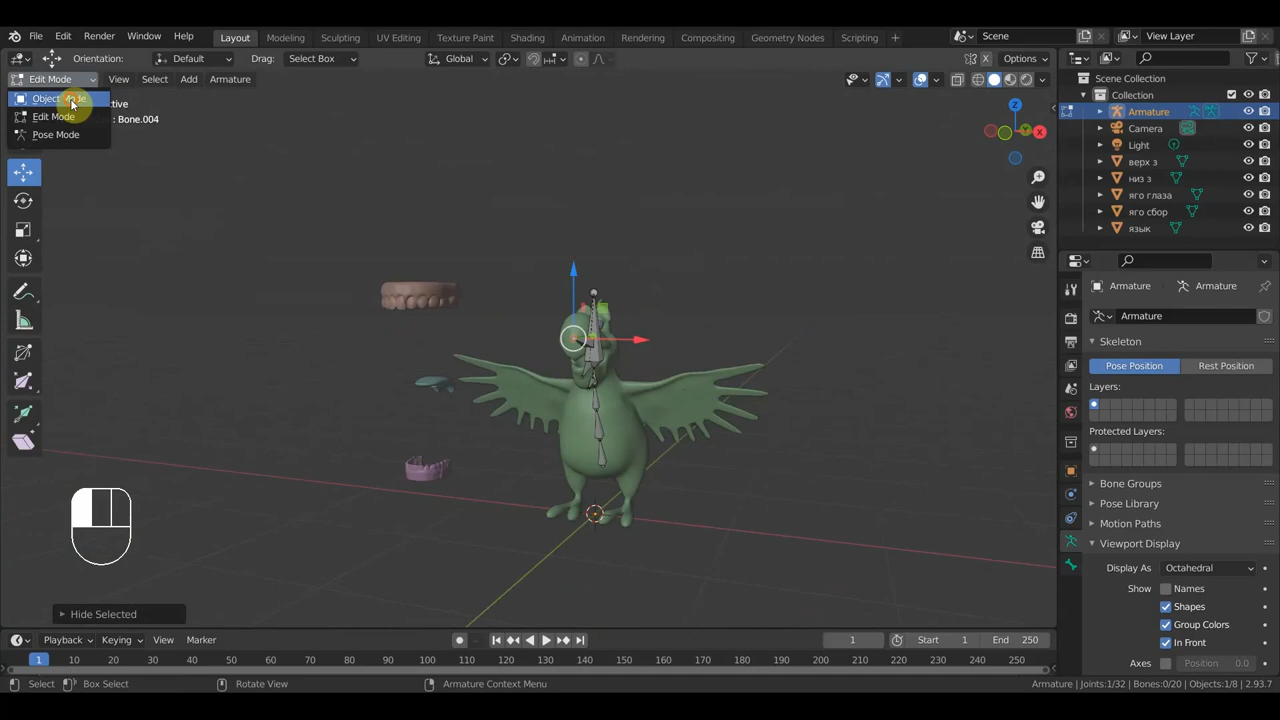 File Edit Render Window Help Layout Modeling Sculpting UV Editing Texture Paint Shading Animation Rendering Compositing Geometry Nodes Scripting + Scene View Layer
Orientation: Default Drag: Select Box Global Options
Edit Mode View Select Add Armature
Object Mode
Edit Mode
Pose Mode
: Bone.004
Z
X
Scene Collection
Collection
Armature
Camera
Light
верх з
низ з
яго глаза
яго сбор
язык
Armature Armature
Armature
Skeleton
Pose Position Rest Position
Layers:
Protected Layers:
Bone Groups
Pose Library
Motion Paths
Viewport Display
Display As Octahedral
Show Names
Shapes
Group Colors
In Front
Axes Position 0.0
Hide Selected
Playback Keying View Marker 1 Start 1 End 250
1 10 20 30 40 50 60 70 80 90 100 110 120 130 140 150 160 170 180 190 200 210 220 230 240 250
Select Box Select Rotate View Armature Context Menu Armature | Joints:1/32 | Bones:0/20 | Objects:1/8 | 2.93.7